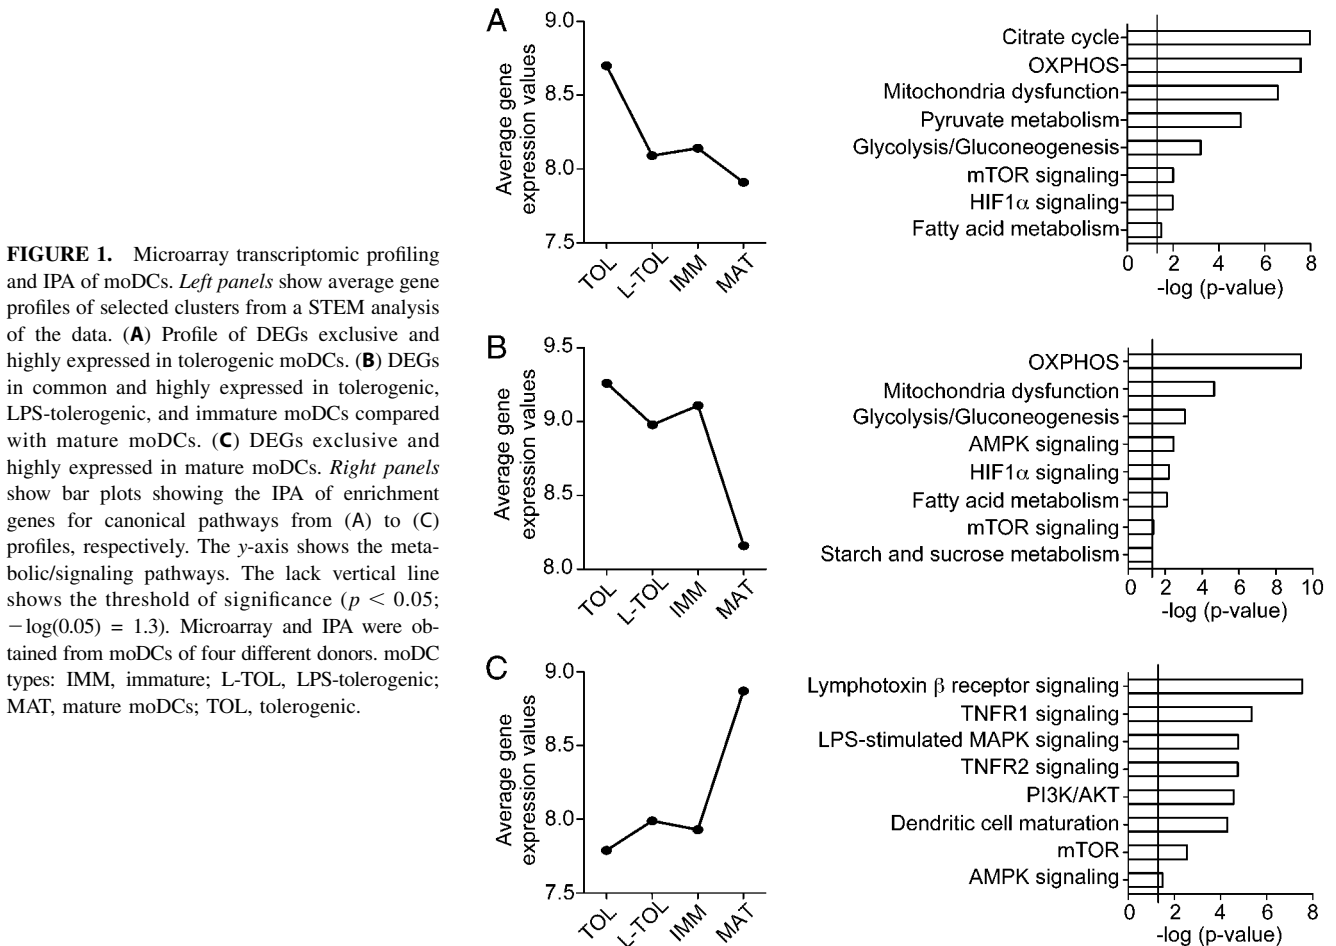 FIGURE 1. Microarray transcriptomic profiling
and IPA of moDCs. Left panels show average gene
profiles of selected clusters from a STEM analysis
of the data. (A) Profile of DEGs exclusive and
highly expressed in tolerogenic moDCs. (B) DEGs
in common and highly expressed in tolerogenic,
LPS-tolerogenic, and immature moDCs compared
with mature moDCs. (C) DEGs exclusive and
highly expressed in mature moDCs. Right panels
show bar plots showing the IPA of enrichment
genes for canonical pathways from (A) to (C)
profiles, respectively. The y-axis shows the meta-
bolic/signaling pathways. The lack vertical line
shows the threshold of significance (p < 0.05;
−log(0.05) = 1.3). Microarray and IPA were ob-
tained from moDCs of four different donors. moDC
types: IMM, immature; L-TOL, LPS-tolerogenic;
MAT, mature moDCs; TOL, tolerogenic.
A
Average gene
expression values
9.0
8.5
8.0
7.5
TOL
L-TOL
IMM
MAT
Citrate cycle
OXPHOS
Mitochondria dysfunction
Pyruvate metabolism
Glycolysis/Gluconeogenesis
mTOR signaling
HIF1α signaling
Fatty acid metabolism
0 2 4 6 8
-log (p-value)
B
Average gene
expression values
9.5
9.0
8.5
8.0
TOL
L-TOL
IMM
MAT
OXPHOS
Mitochondria dysfunction
Glycolysis/Gluconeogenesis
AMPK signaling
HIF1α signaling
Fatty acid metabolism
mTOR signaling
Starch and sucrose metabolism
0 2 4 6 8 10
-log (p-value)
C
Average gene
expression values
9.0
8.5
8.0
7.5
TOL
L-TOL
IMM
MAT
Lymphotoxin β receptor signaling
TNFR1 signaling
LPS-stimulated MAPK signaling
TNFR2 signaling
PI3K/AKT
Dendritic cell maturation
mTOR
AMPK signaling
0 2 4 6 8
-log (p-value)